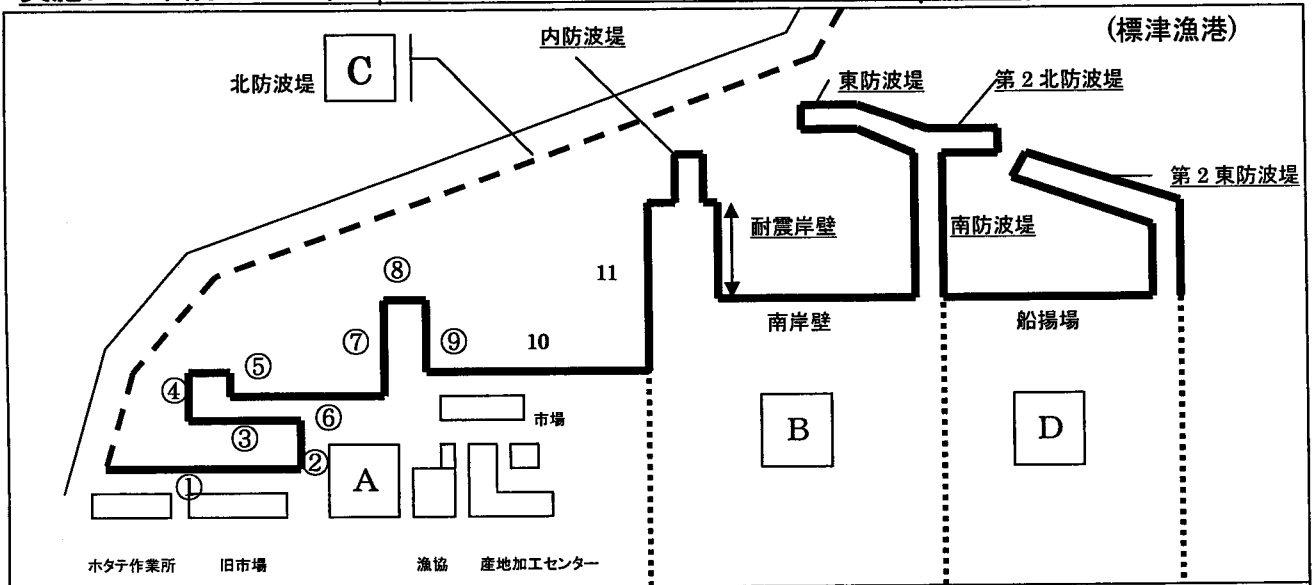 (標津漁港)
内防波堤
C
北防波堤
東防波堤
第2北防波堤
第2東防波堤
耐震岸壁
南防波堤
⑧
11
南岸壁
船揚場
⑦
⑨
10
⑤
④
⑥
市場
③
②
A
B
D
①
ホタテ作業所
旧市場
漁協
産地加工センター